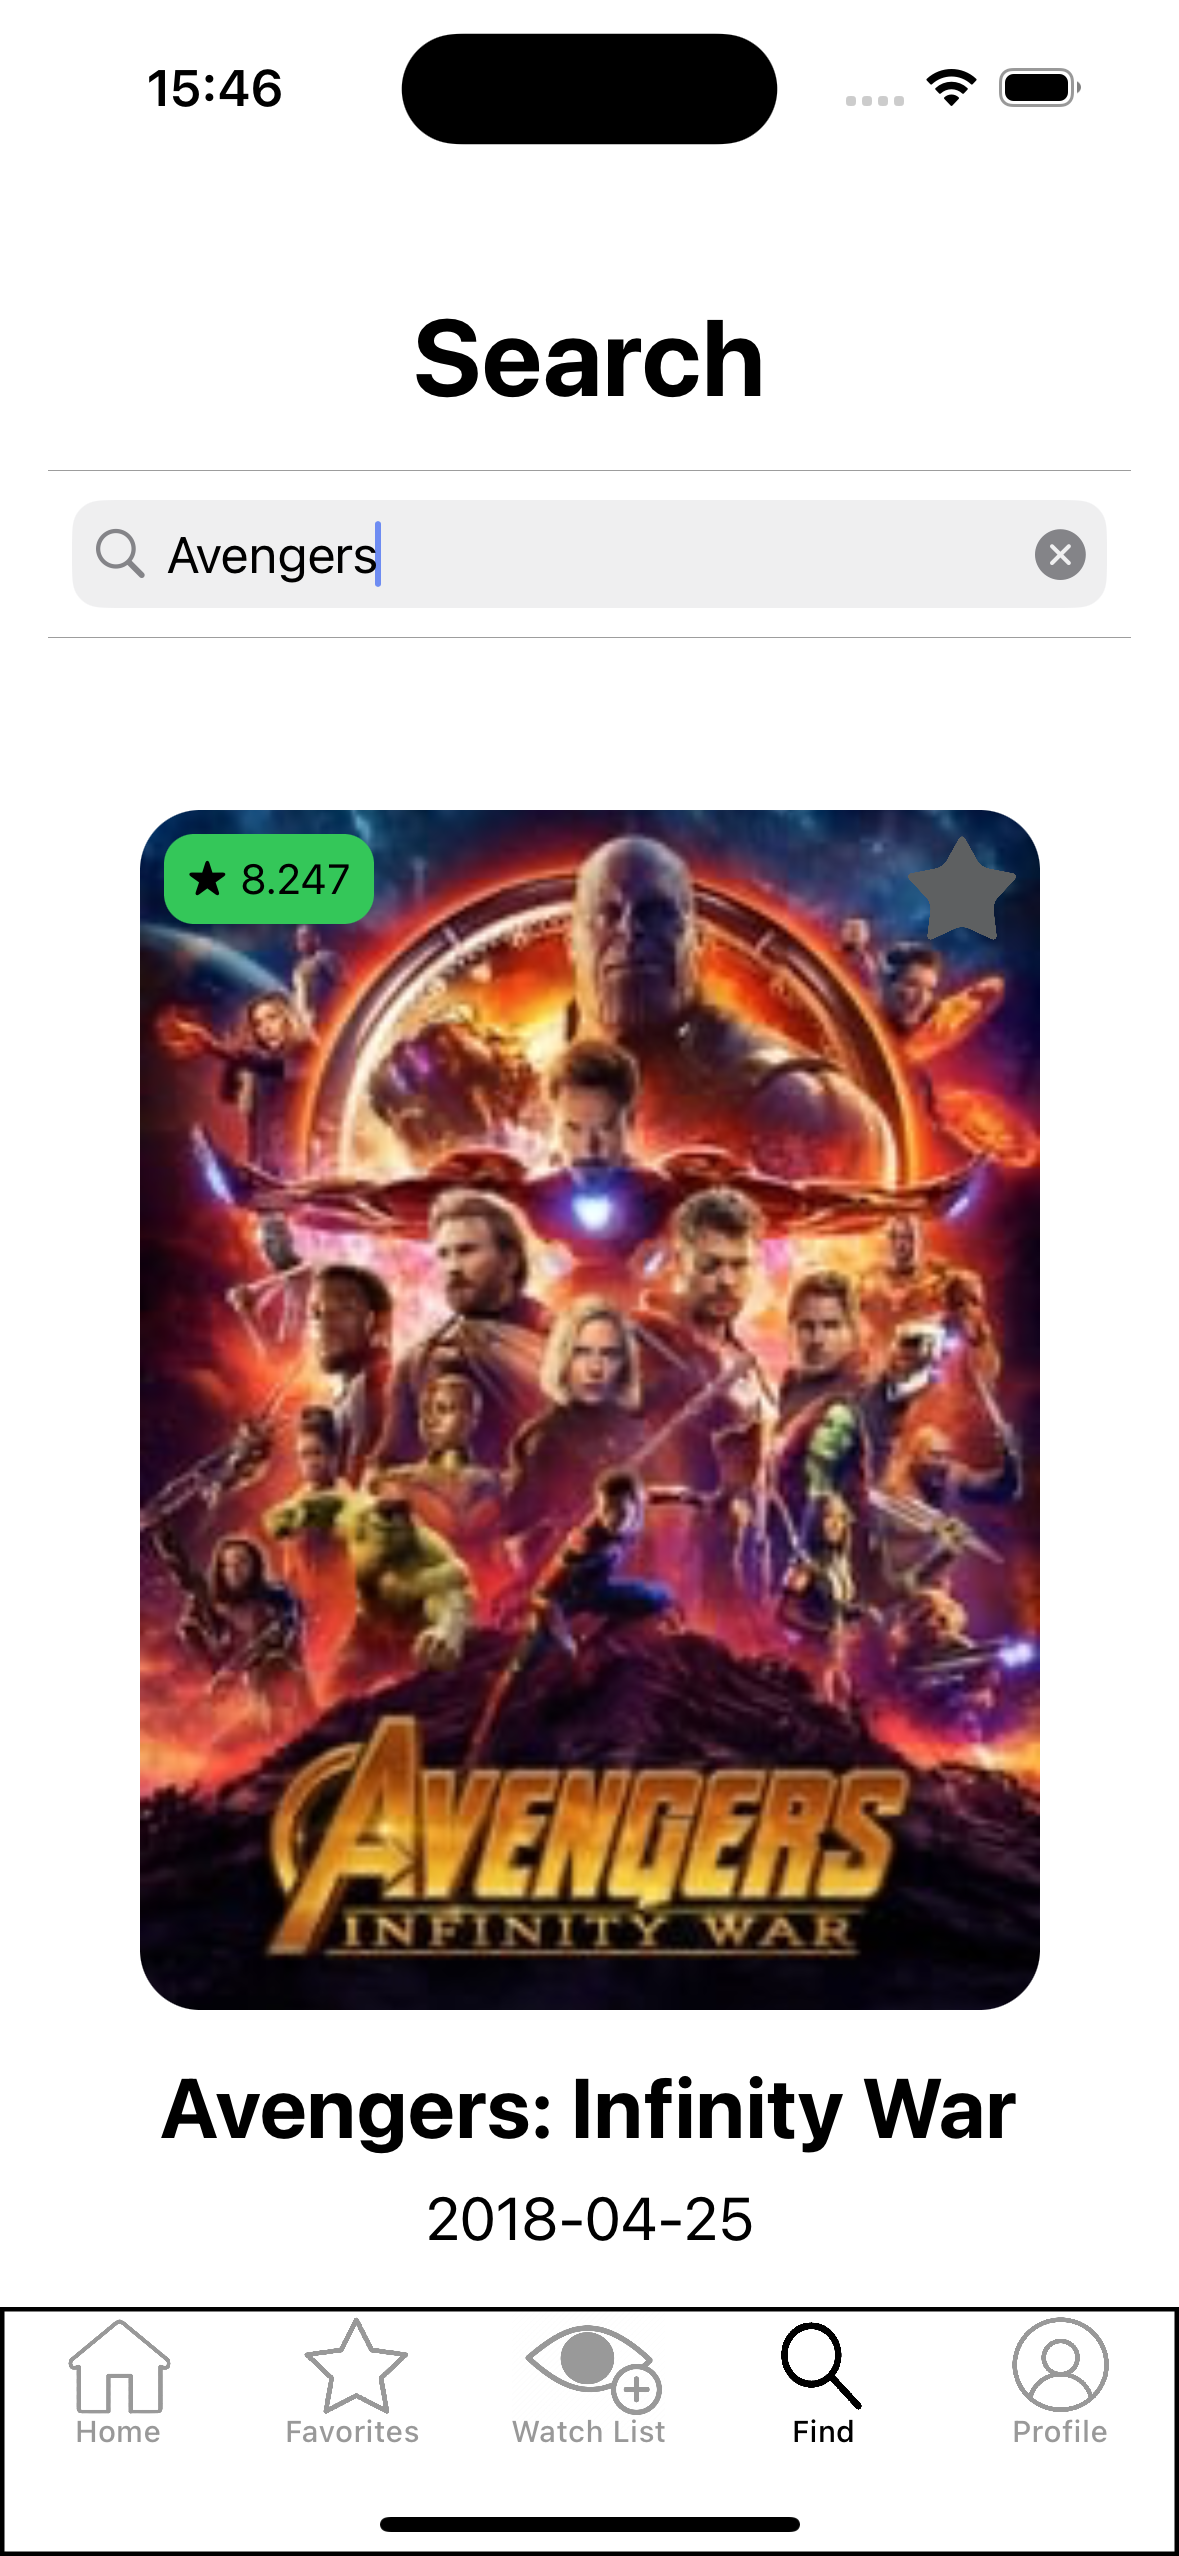 15:46
Search
Avengers
★ 8.247
AVENGERS
INFINITY WAR
Avengers: Infinity War
2018-04-25
Home
Favorites
Watch List
Find
Profile